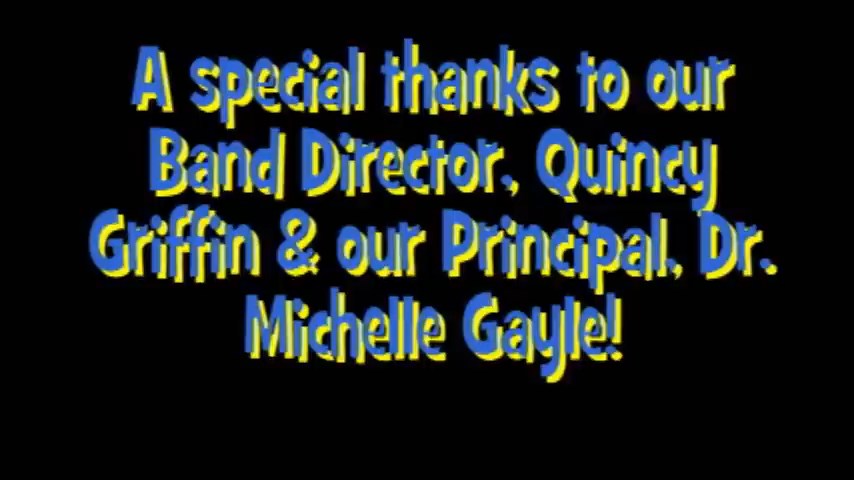 A special thanks to our
Band Director, Quincy
Griffin & our Principal, Dr.
Michelle Gayle!